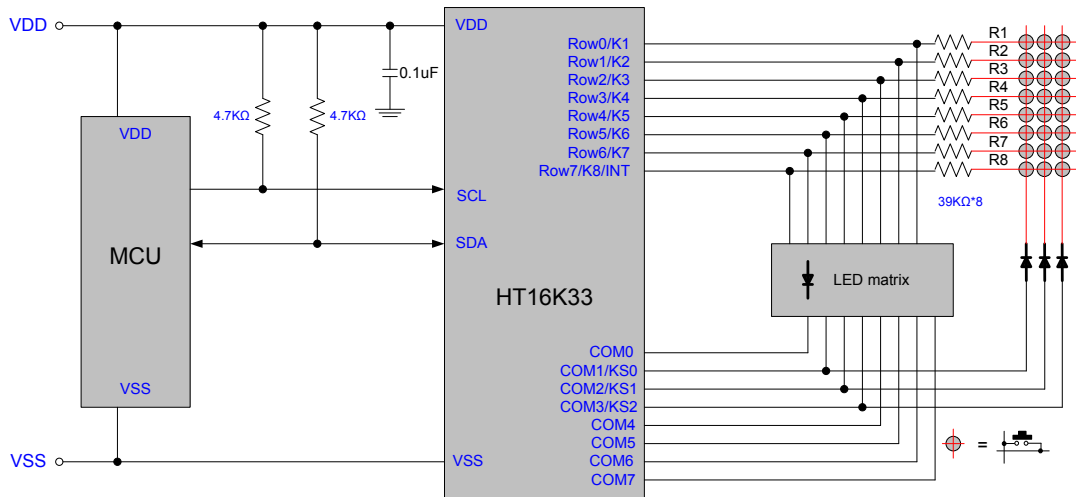 VDD
VDD
0.1uF
4.7KΩ
4.7KΩ
VDD
MCU
VSS
VSS
SCL
SDA
HT16K33
VSS
Row0/K1
Row1/K2
Row2/K3
Row3/K4
Row4/K5
Row5/K6
Row6/K7
Row7/K8/INT
COM0
COM1/KS0
COM2/KS1
COM3/KS2
COM4
COM5
COM6
COM7
R1
R2
R3
R4
R5
R6
R7
R8
39KΩ*8
LED matrix
=